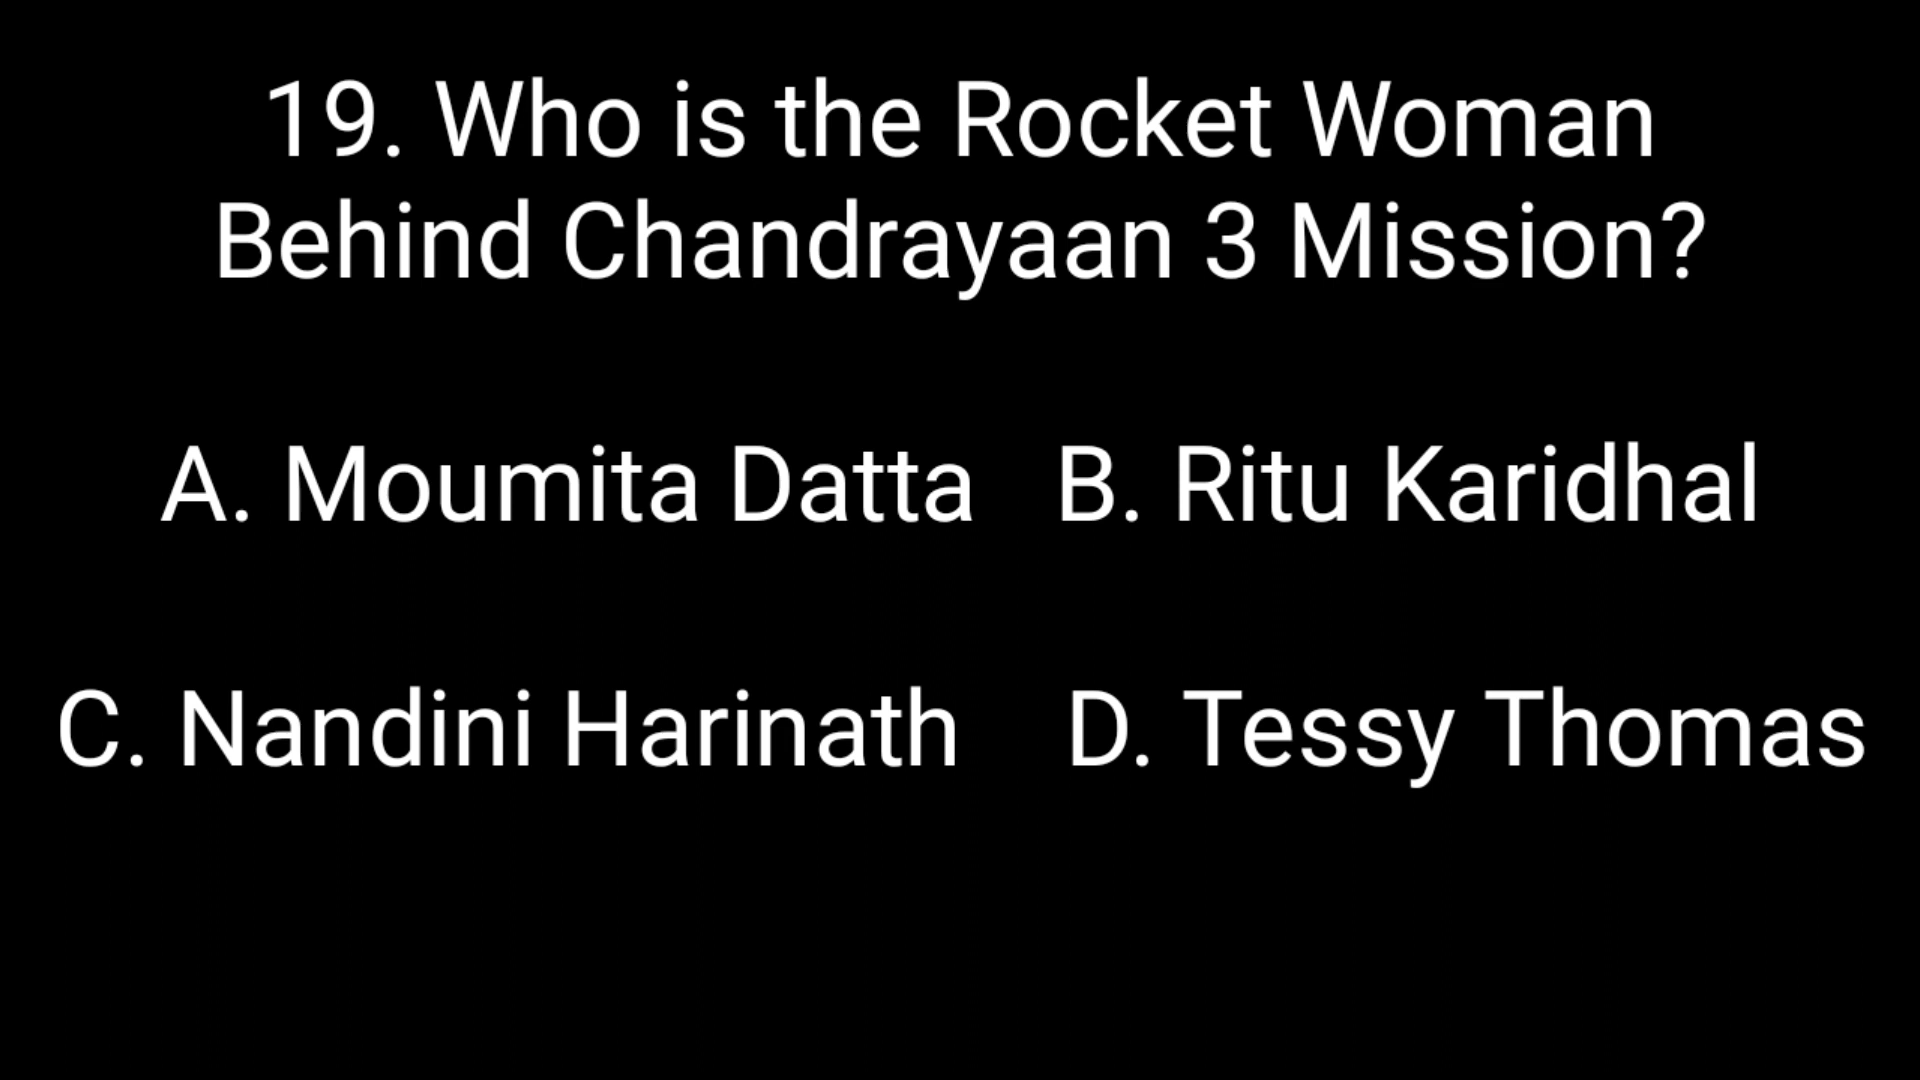 19. Who is the Rocket Woman
Behind Chandrayaan 3 Mission?
A. Moumita Datta B. Ritu Karidhal
C. Nandini Harinath D. Tessy Thomas